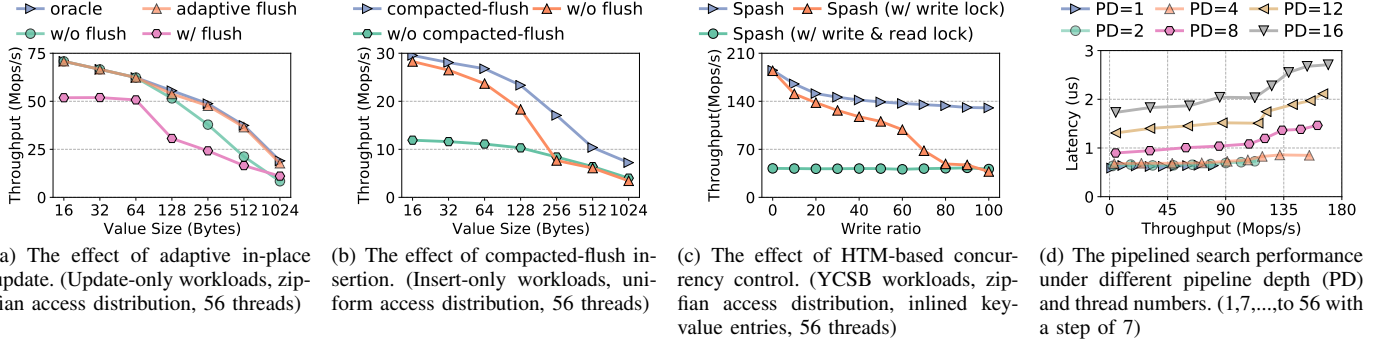 oracle adaptive flush
w/o flush w/ flush
Throughput (Mops/s)
75
50
25
0
16 32 64 128 256 512 1024
Value Size (Bytes)
a) The effect of adaptive in-place
update. (Update-only workloads, zip-
fian access distribution, 56 threads)
compacted-flush w/o flush
w/o compacted-flush
Throughput (Mops/s)
30
20
10
0
16 32 64 128 256 512 1024
Value Size (Bytes)
(b) The effect of compacted-flush in-
sertion. (Insert-only workloads, uni-
form access distribution, 56 threads)
Spash Spash (w/ write lock)
Spash (w/ write & read lock)
Throughput(Mops/s)
210
140
70
0
0 20 40 60 80 100
Write ratio
(c) The effect of HTM-based concur-
rency control. (YCSB workloads, zip-
fian access distribution, inlined key-
value entries, 56 threads)
PD=1 PD=4 PD=12
PD=2 PD=8 PD=16
Latency (us)
3
2
1
0
0 45 90 135 180
Throughput (Mops/s)
(d) The pipelined search performance
under different pipeline depth (PD)
and thread numbers. (1,7,...,to 56 with
a step of 7)